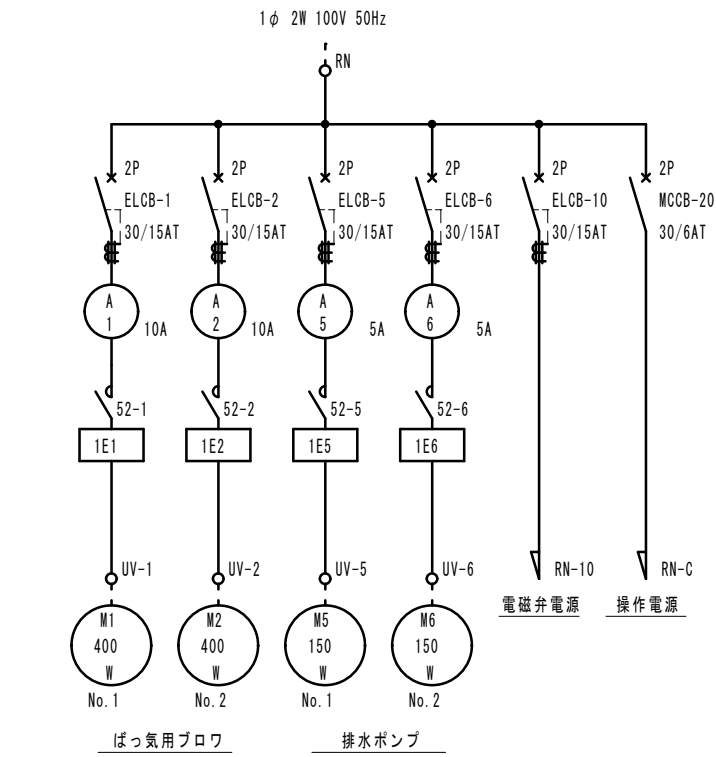 1φ 2W 100V 50Hz
RN
2P 2P 2P 2P 2P 2P
ELCB-1 ELCB-2 ELCB-5 ELCB-6 ELCB-10 MCCB-20
30/15AT 30/15AT 30/15AT 30/15AT 30/15AT 30/6AT
A A A A
1 2 5 6
10A 10A 5A 5A
52-1 52-2 52-5 52-6
1E1 1E2 1E5 1E6
UV-1 UV-2 UV-5 UV-6 RN-10 RN-C
電磁弁電源 操作電源
M1 M2 M5 M6
400 400 150 150
W W W W
No.1 No.2 No.1 No.2
ばっ気用ブロワ 排水ポンプ